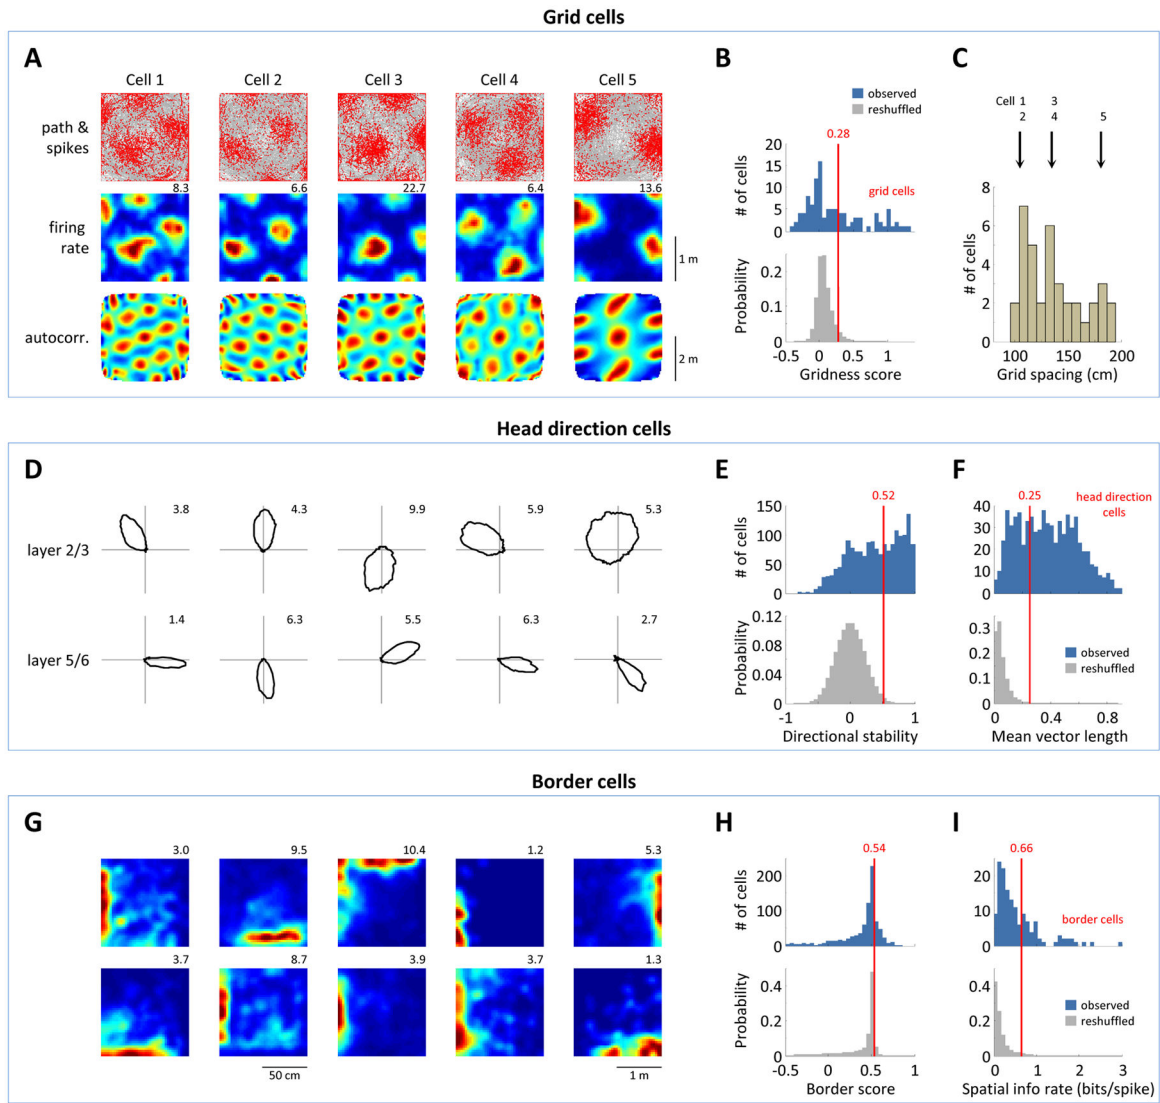 Grid cells
A
Cell 1
Cell 2
Cell 3
Cell 4
Cell 5
path &
spikes
8.3
6.6
22.7
6.4
13.6
firing
rate
1 m
autocorr.
2 m
B
observed
reshuffled
0.28
20
15
10
5
0
# of cells
grid cells
0.2
0.1
0
Probability
-0.5
0
0.5
1
Gridness score
C
Cell 1
2
3
4
5
8
6
4
2
0
# of cells
100
150
200
Grid spacing (cm)
Head direction cells
D
layer 2/3
3.8
4.3
9.9
5.9
5.3
layer 5/6
1.4
6.3
5.5
6.3
2.7
E
0.52
150
100
50
0
# of cells
0.12
0.08
0.04
0
Probability
-1
0
1
Directional stability
F
0.25
head direction
cells
40
30
20
10
0
0.3
0.2
0.1
0
observed
reshuffled
0
0.4
0.8
Mean vector length
Border cells
G
3.0
9.5
10.4
1.2
5.3
3.7
8.7
3.9
3.7
1.3
50 cm
1 m
H
0.54
200
100
0
# of cells
0.4
0.2
0
Probability
-0.5
0
0.5
1
Border score
I
0.66
20
10
0
border cells
0.4
0.2
0
observed
reshuffled
0
1
2
3
Spatial info rate (bits/spike)